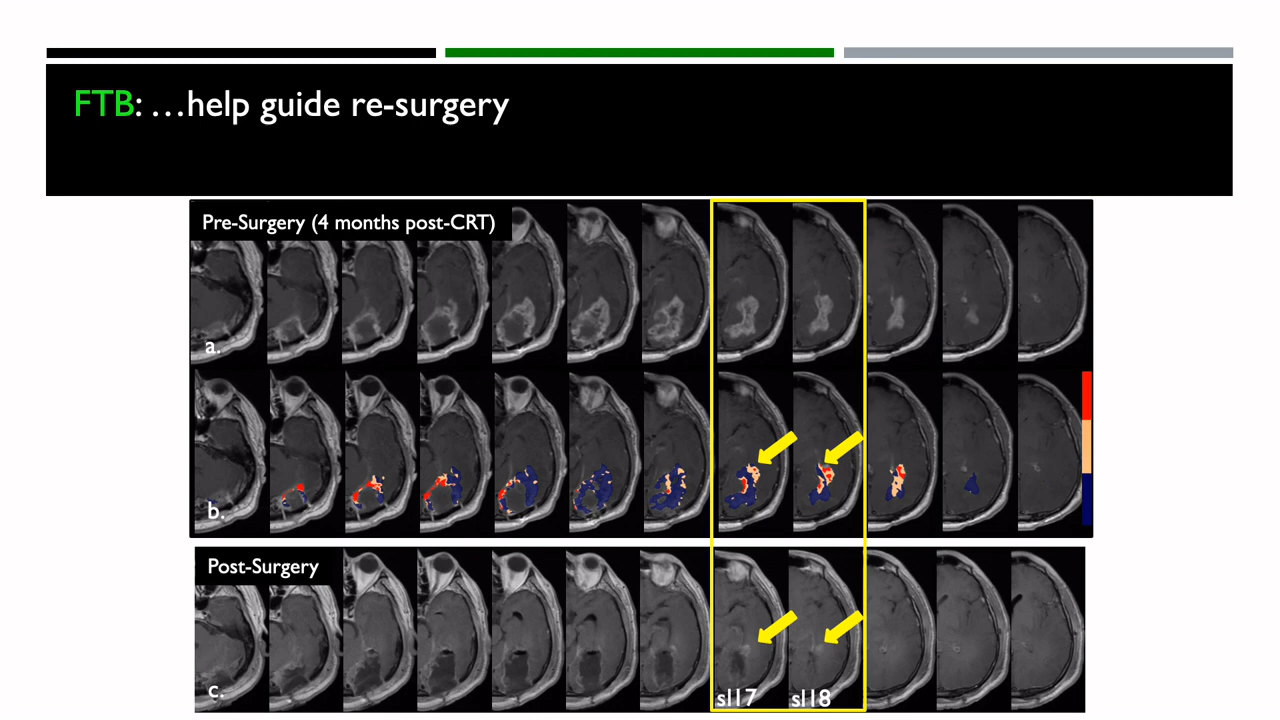 FTB: …help guide re-surgery
Pre-Surgery (4 months post-CRT)
a.
b.
Post-Surgery
c.
sl17
sl18